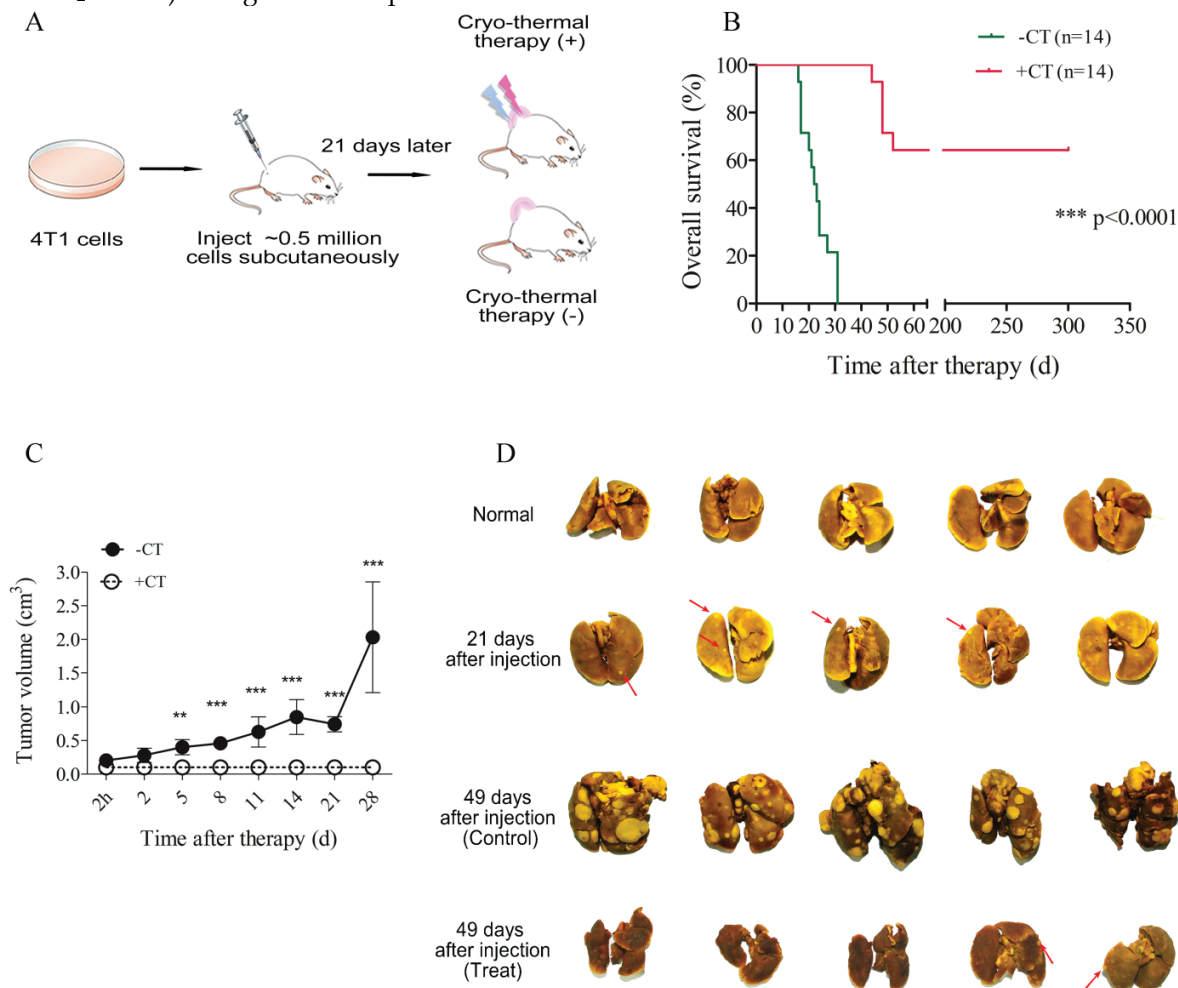 A
Cryo-thermal
therapy (+)
21 days later
4T1 cells
Inject ~0.5 million
cells subcutaneously
Cryo-thermal
therapy (-)
B
-CT (n=14)
+CT (n=14)
Overall survival (%)
100
80
60
40
20
0
*** p<0.0001
0 10 20 30 40 50 60 200 250 300 350
Time after therapy (d)
C
-CT
+CT
Tumor volume (cm³)
3.0
2.5
2.0
1.5
1.0
0.5
0.0
** *** *** *** *** ***
2h 2 5 8 11 14 21 28
Time after therapy (d)
D
Normal
21 days
after injection
49 days
after injection
(Control)
49 days
after injection
(Treat)